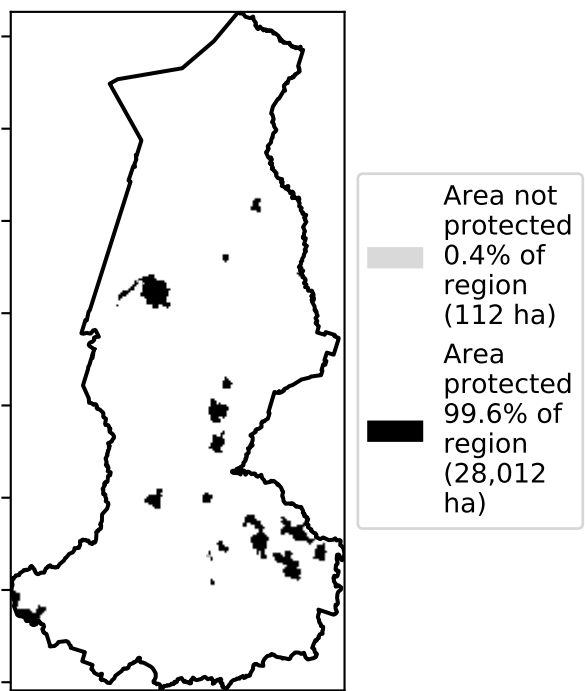 Area not
protected
0.4% of
region
(112 ha)
Area
protected
99.6% of
region
(28,012
ha)